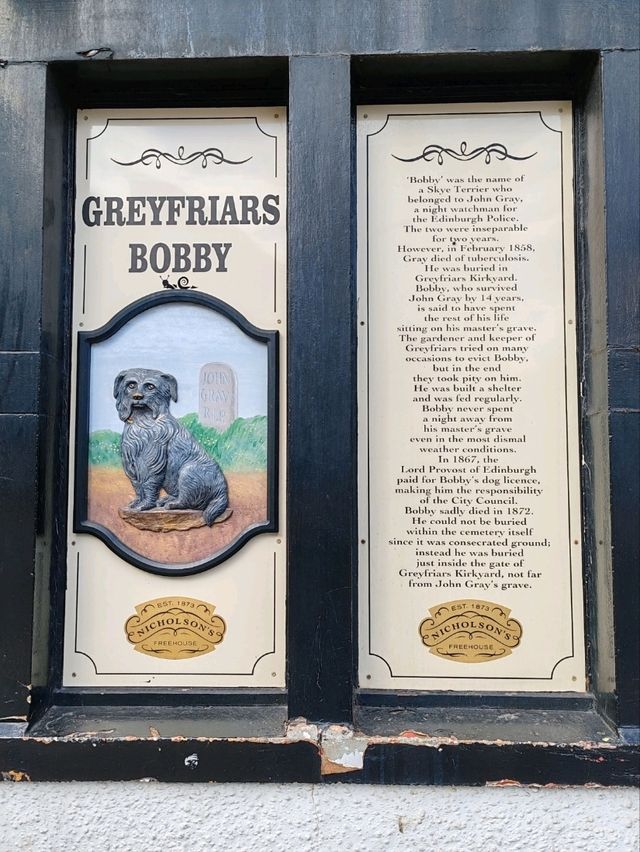 GREYFRIARS
BOBBY
JOHN
GRAY
R.I.P
EST. 1873
NICHOLSON'S
FREEHOUSE
'Bobby' was the name of
a Skye Terrier who
belonged to John Gray,
a night watchman for
the Edinburgh Police.
The two were inseparable
for two years.
However, in February 1858,
Gray died of tuberculosis.
He was buried in
Greyfriars Kirkyard.
Bobby, who survived
John Gray by 14 years,
is said to have spent
the rest of his life
sitting on his master's grave.
The gardener and keeper of
Greyfriars tried on many
occasions to evict Bobby,
but in the end
they took pity on him.
He was built a shelter
and was fed regularly.
Bobby never spent
a night away from
his master's grave
even in the most dismal
weather conditions.
In 1867, the
Lord Provost of Edinburgh
paid for Bobby's dog licence,
making him the responsibility
of the City Council.
Bobby sadly died in 1872.
He could not be buried
within the cemetery itself
since it was consecrated ground;
instead he was buried
just inside the gate of
Greyfriars Kirkyard, not far
from John Gray's grave.
EST. 1873
NICHOLSON'S
FREEHOUSE